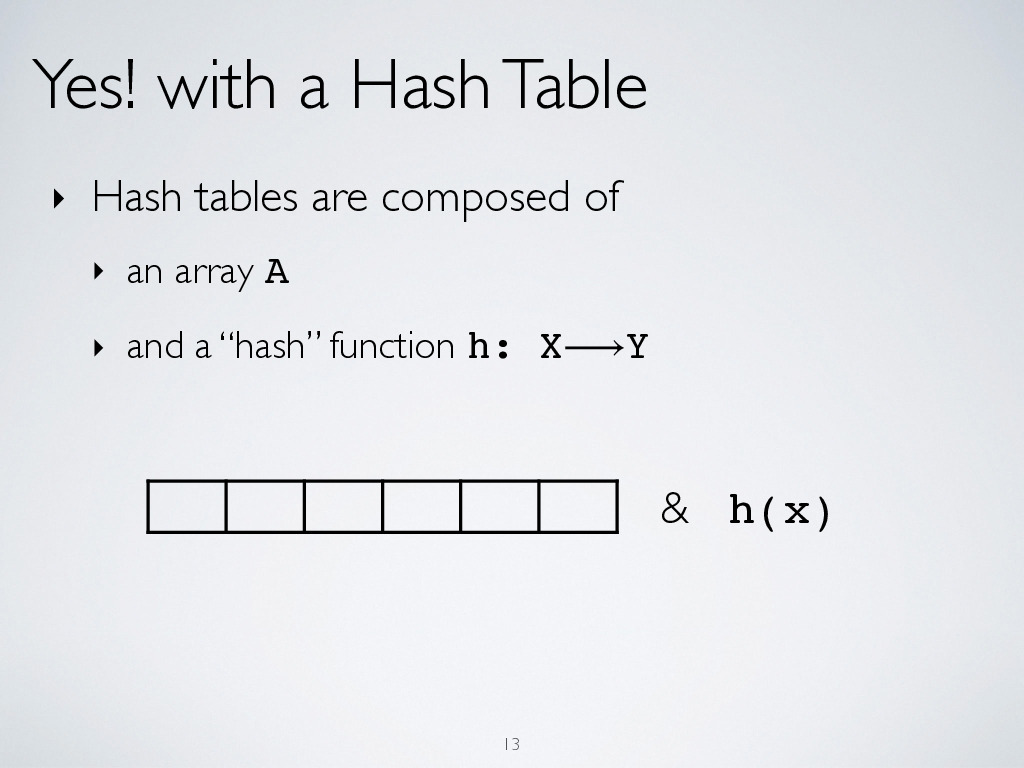 Yes! with a Hash Table
‣ Hash tables are composed of
‣ an array A
‣ and a “hash” function h: X⟶Y
& h(x)
13